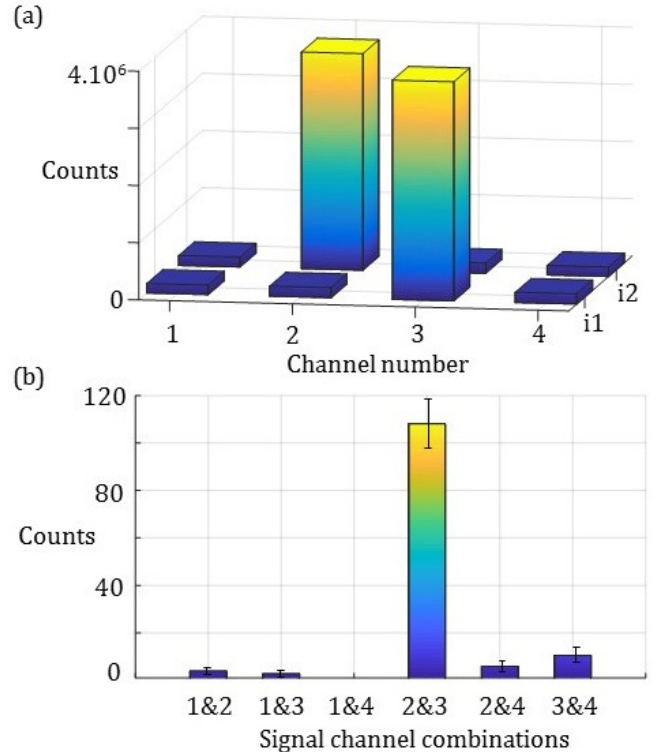 (a)
4.10⁶
Counts
0
1
2
3
4
i1
i2
Channel number
(b)
120
80
Counts
40
0
1&2
1&3
1&4
2&3
2&4
3&4
Signal channel combinations